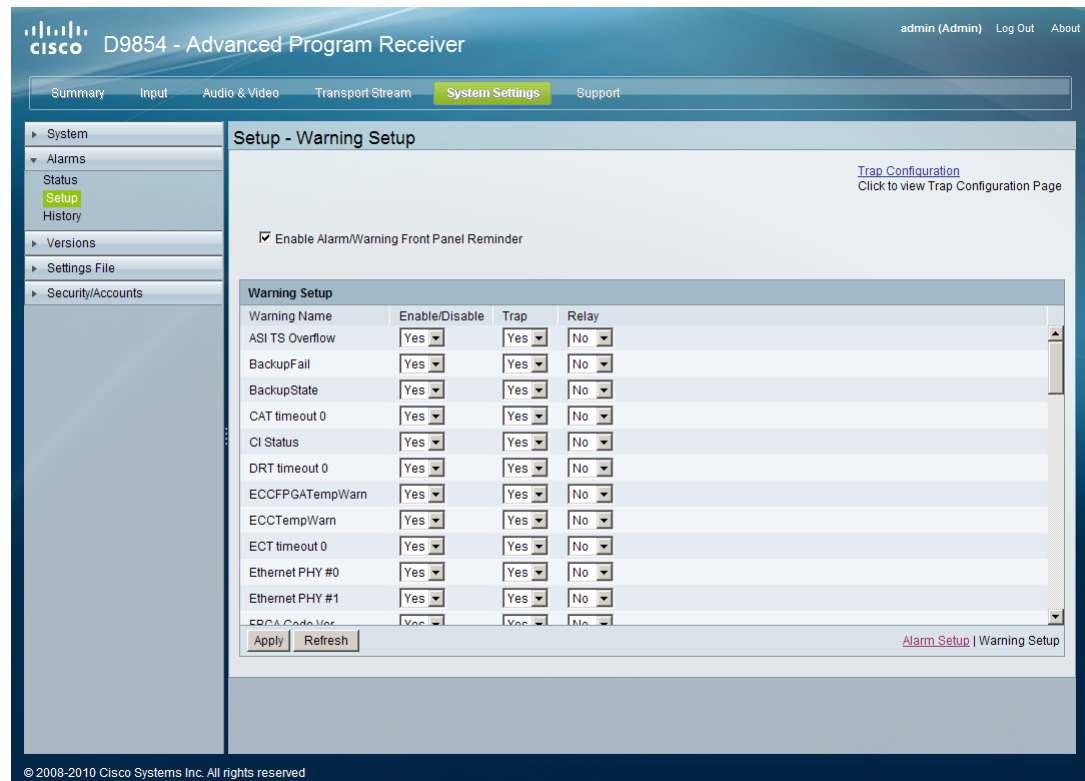 CISCO D9854 - Advanced Program Receiver
admin (Admin) Log Out About
Summary Input Audio & Video Transport Stream System Settings Support
System
Alarms
Status
Setup
History
Versions
Settings File
Security/Accounts
Setup - Warning Setup
Trap Configuration
Click to view Trap Configuration Page
Enable Alarm/Warning Front Panel Reminder
Warning Setup
Warning Name Enable/Disable Trap Relay
ASI TS Overflow Yes Yes No
BackupFail Yes Yes No
BackupState Yes Yes No
CAT timeout 0 Yes Yes No
CI Status Yes Yes No
DRT timeout 0 Yes Yes No
ECCFPGATempWarn Yes Yes No
ECCTempWarn Yes Yes No
ECT timeout 0 Yes Yes No
Ethernet PHY #0 Yes Yes No
Ethernet PHY #1 Yes Yes No
Code Ver Yes Yes No
Apply Refresh
Alarm Setup | Warning Setup
© 2008-2010 Cisco Systems Inc. All rights reserved